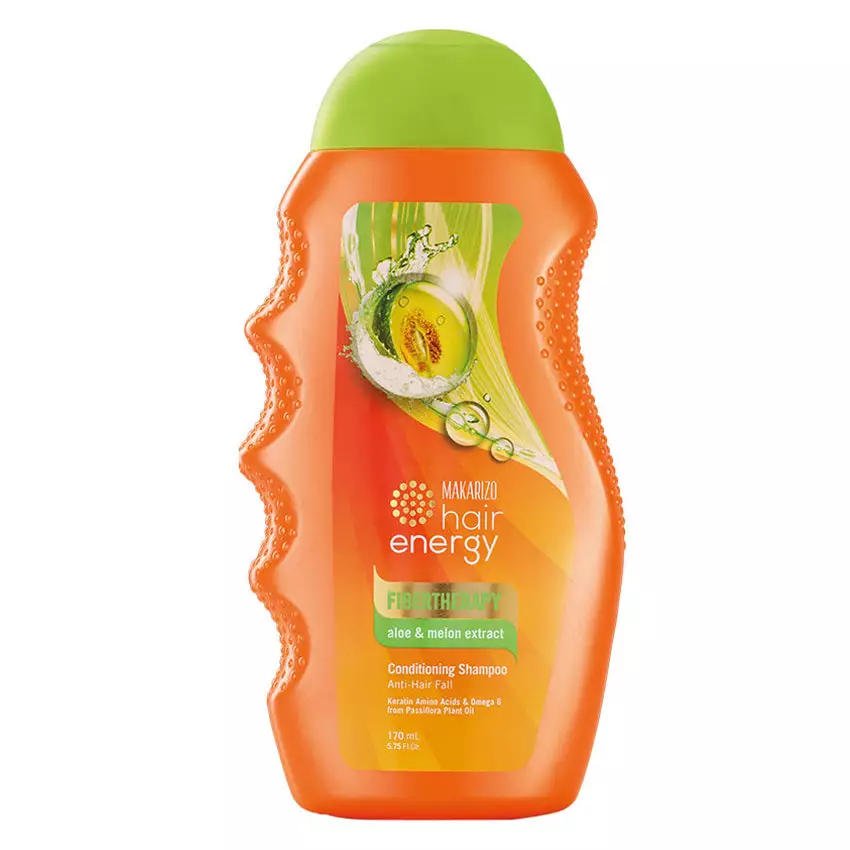 MAKARIZO
hair
energy
FIBERTHERAPY
aloe & melon extract
Conditioning Shampoo
Anti-Hair Fall
Keratin Amino Acids & Omega 6
from Passiflora Plant Oil
170 mL
5.75 Fl.Oz.